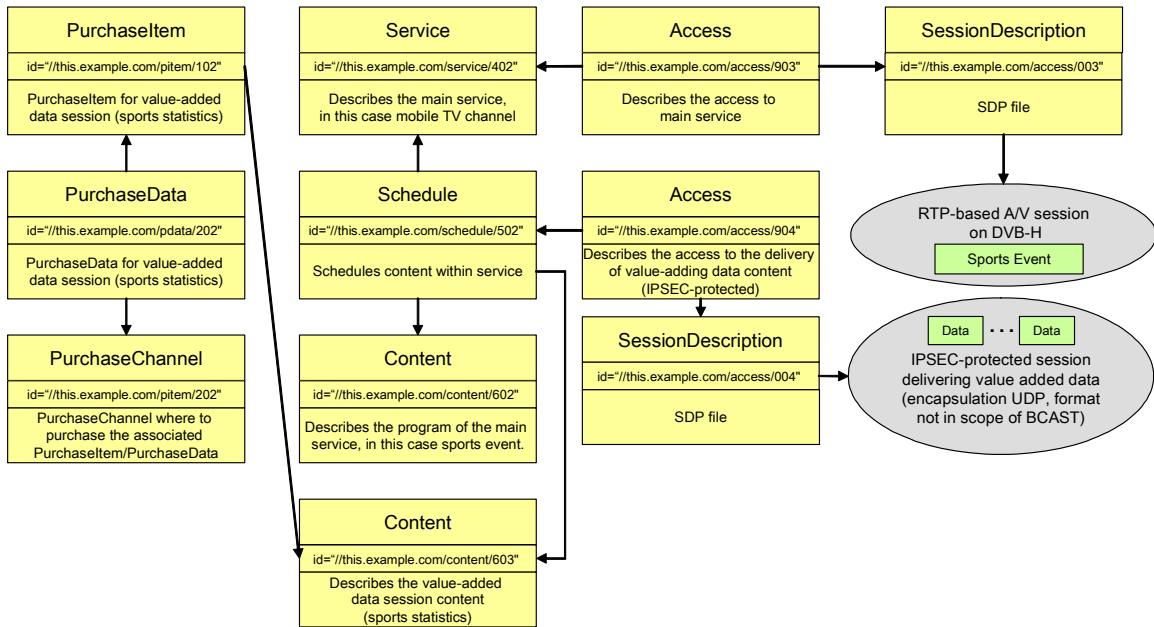 PurchaseItem
id="//this.example.com/pitem/102"
PurchaseItem for value-added
data session (sports statistics)
Service
id="//this.example.com/service/402"
Describes the main service,
in this case mobile TV channel
Access
id="//this.example.com/access/903"
Describes the access to
main service
SessionDescription
id="//this.example.com/access/003"
SDP file
PurchaseData
id="//this.example.com/pdata/202"
PurchaseData for value-added
data session (sports statistics)
Schedule
id="//this.example.com/schedule/502"
Schedules content within service
Access
id="//this.example.com/access/904"
Describes the access to the delivery
of value-adding data content
(IPSEC-protected)
RTP-based A/V session
on DVB-H
Sports Event
PurchaseChannel
id="//this.example.com/pitem/202"
PurchaseChannel where to
purchase the associated
PurchaseItem/PurchaseData
Content
id="//this.example.com/content/602"
Describes the program of the main
service, in this case sports event.
SessionDescription
id="//this.example.com/access/004"
SDP file
Data ... Data
IPSEC-protected session
delivering value added data
(encapsulation UDP, format
not in scope of BCAST)
Content
id="//this.example.com/content/603"
Describes the value-added
data session content
(sports statistics)